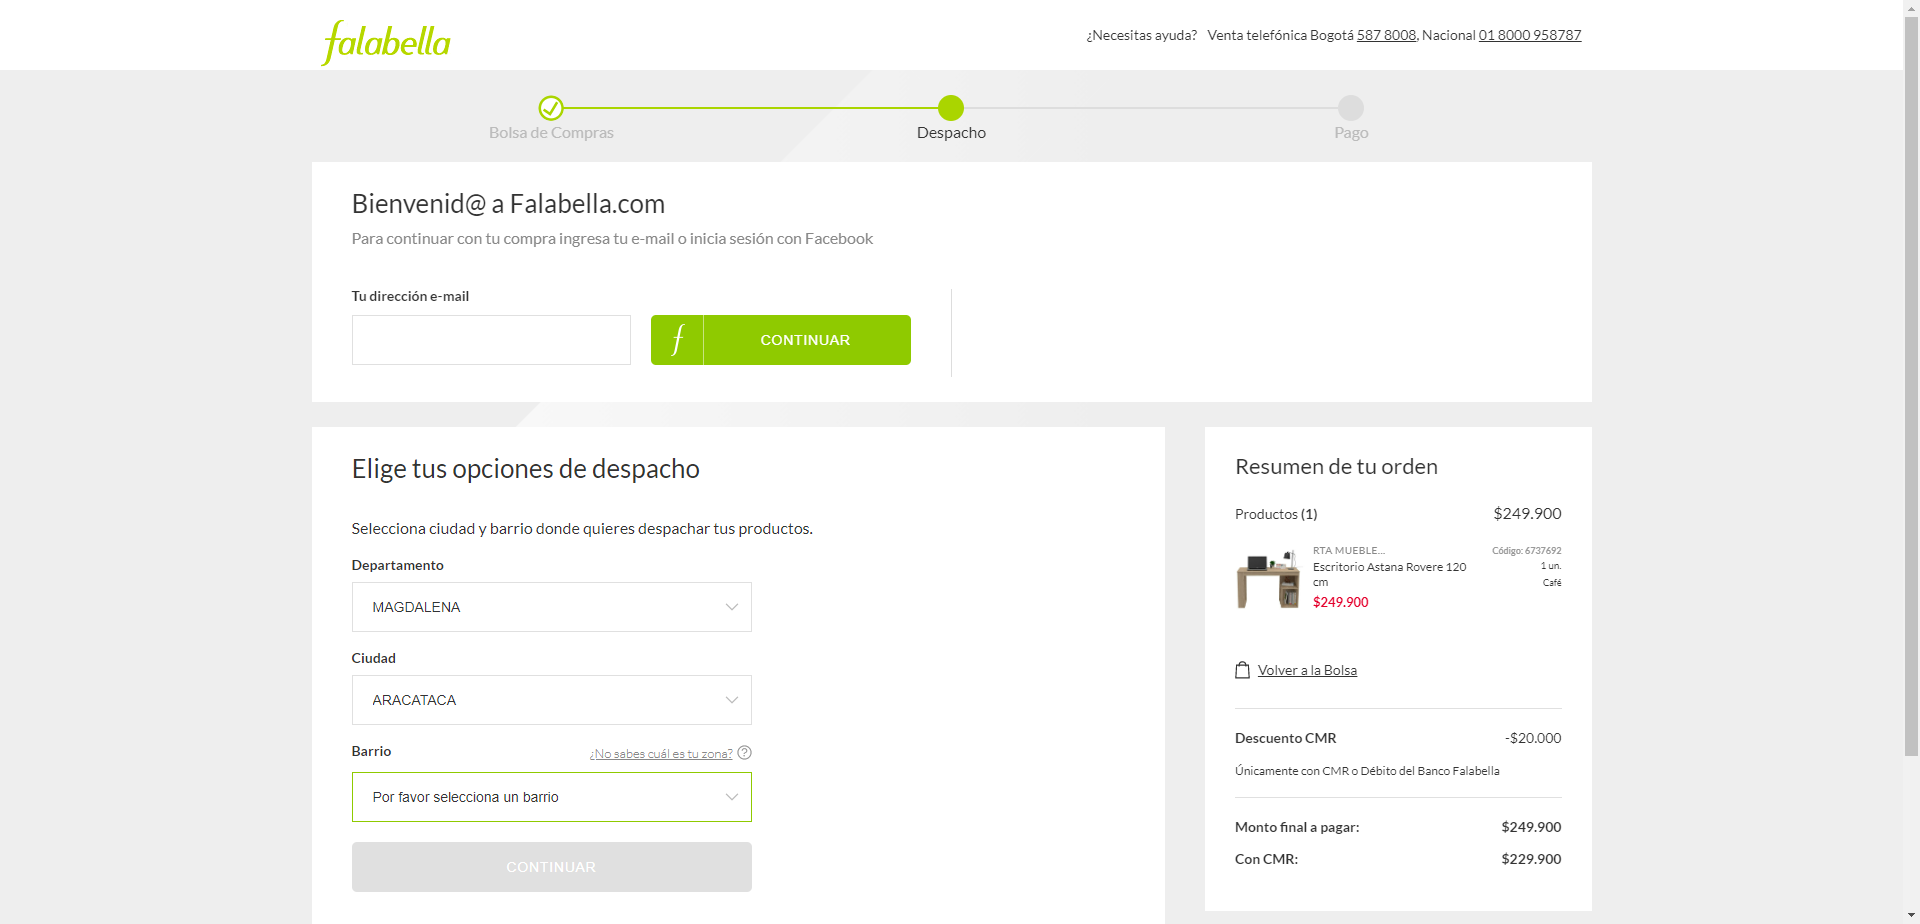 falabella
¿Necesitas ayuda? Venta telefónica Bogotá 587 8008, Nacional 01 8000 958787
Bolsa de Compras
Despacho
Pago
Bienvenid@ a Falabella.com
Para continuar con tu compra ingresa tu e-mail o inicia sesión con Facebook
Tu dirección e-mail
f CONTINUAR
Elige tus opciones de despacho
Selecciona ciudad y barrio donde quieres despachar tus productos.
Departamento
MAGDALENA
Ciudad
ARACATACA
Barrio
¿No sabes cuál es tu zona? ?
Por favor selecciona un barrio
CONTINUAR
Resumen de tu orden
Productos (1) $249.900
RTA MUEBLE... Código: 6737692
Escritorio Astana Rovere 120 1 un.
cm Café
$249.900
Volver a la Bolsa
Descuento CMR -$20.000
Únicamente con CMR o Débito del Banco Falabella
Monto final a pagar: $249.900
Con CMR: $229.900